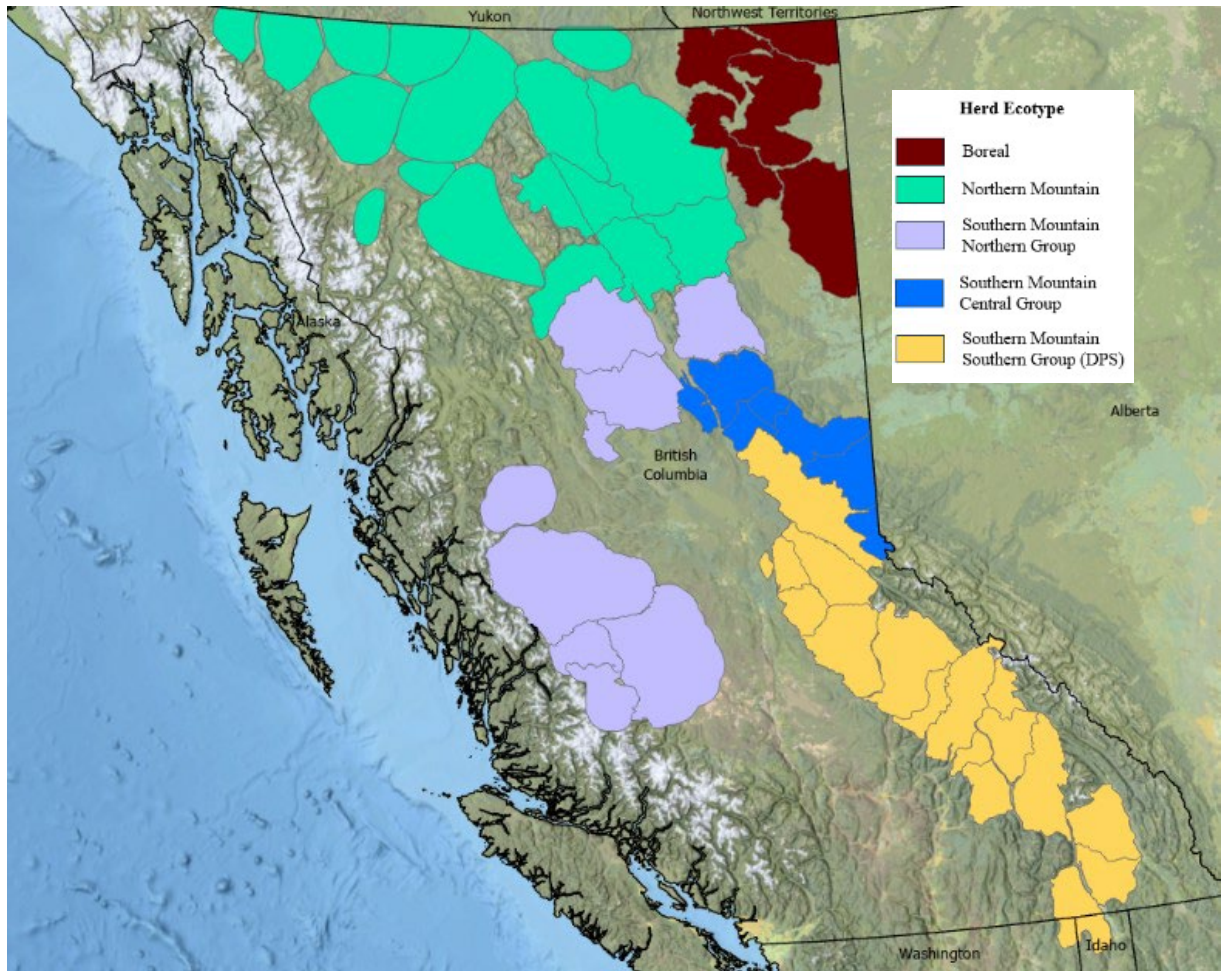 Yukon
Northwest Territories
Herd Ecotype
Boreal
Northern Mountain
Southern Mountain
Northern Group
Southern Mountain
Central Group
Southern Mountain
Southern Group (DPS)
Alaska
Alberta
British
Columbia
Washington
Idaho